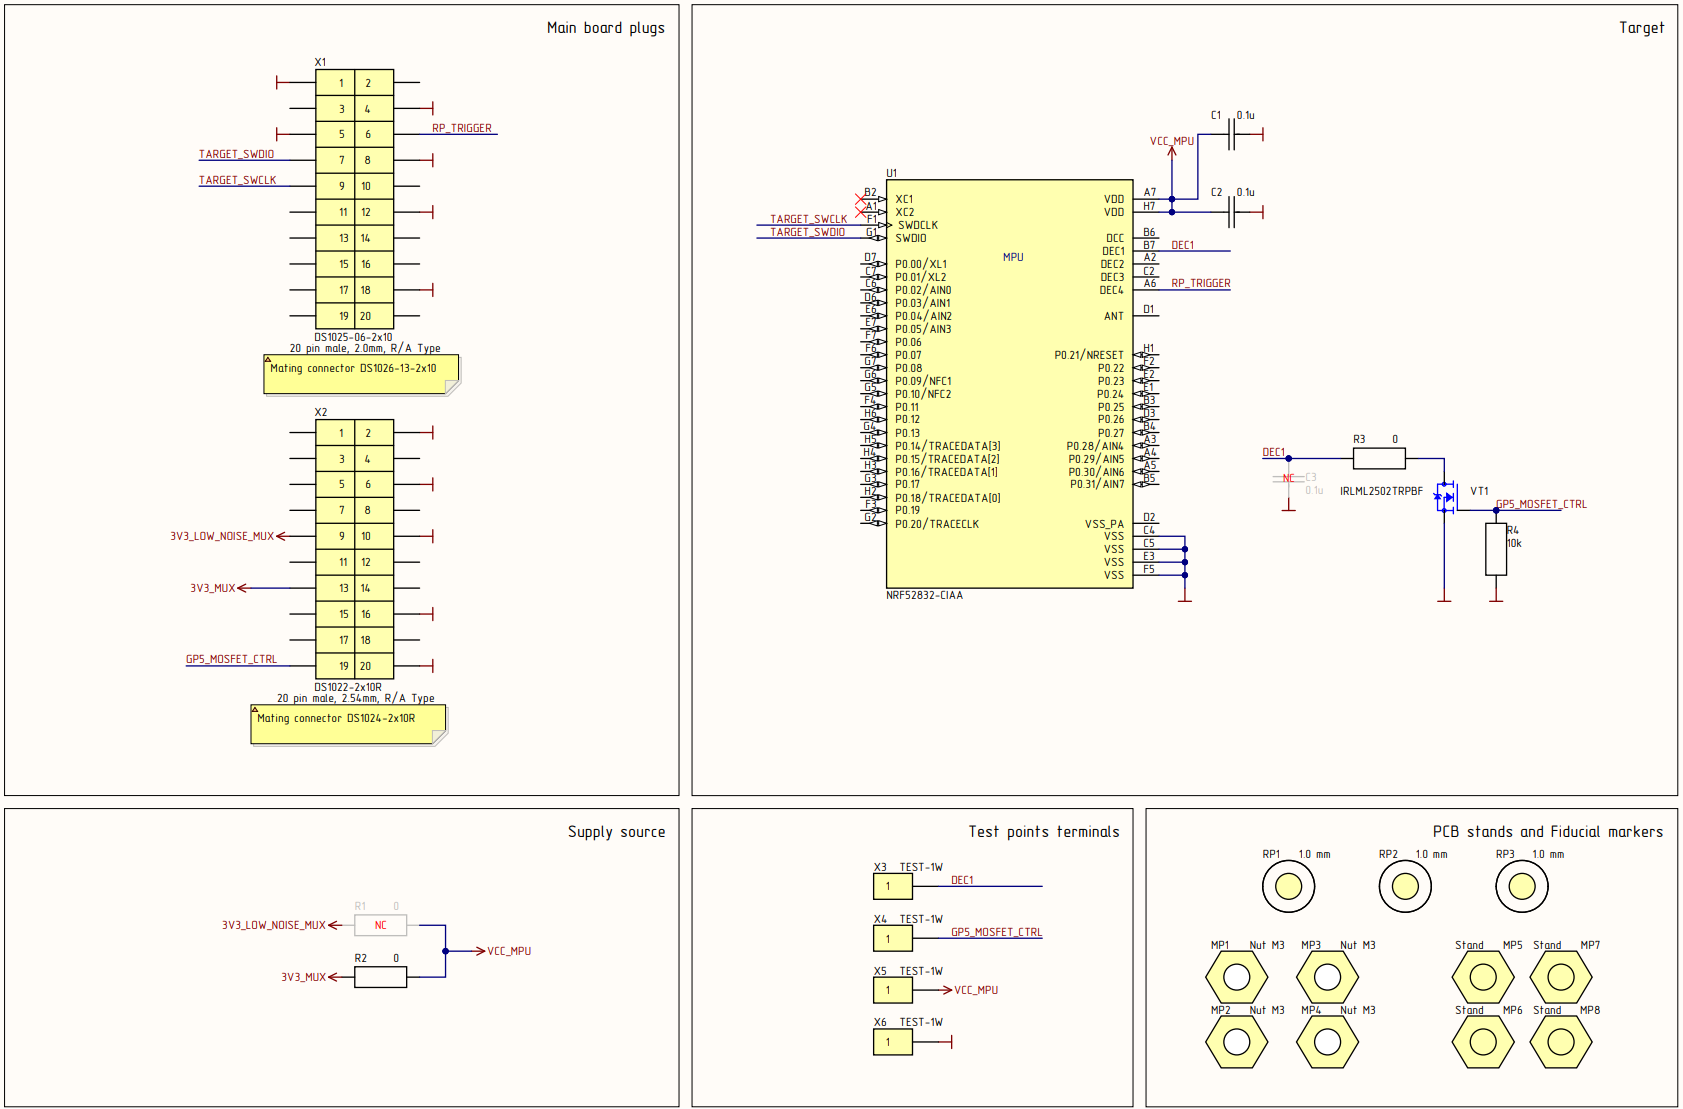 Main board plugs
X1
1 2
3 4
5 6 RP_TRIGGER
TARGET_SWDIO 7 8
TARGET_SWCLK 9 10
11 12
13 14
15 16
17 18
19 20
DS1025-06-2x10
20 pin male, 2.0mm, R/A Type
Mating connector DS1026-13-2x10
X2
1 2
3 4
5 6
7 8
3V3_LOW_NOISE_MUX 9 10
11 12
3V3_MUX 13 14
15 16
17 18
GP5_MOSFET_CTRL 19 20
DS1022-2x10R
20 pin male, 2.54mm, R/A Type
Mating connector DS1024-2x10R
Target
C1 0.1u
VCC_MPU
C2 0.1u
U1
MPU
B2 XC1
A1 XC2
TARGET_SWCLK F1 SWDCLK
TARGET_SWDIO G1 SWDIO
D7 P0.00/XL1
C7 P0.01/XL2
C6 P0.02/AIN0
D6 P0.03/AIN1
E6 P0.04/AIN2
E7 P0.05/AIN3
F7 P0.06
F6 P0.07
G7 P0.08
G6 P0.09/NFC1
G5 P0.10/NFC2
F4 P0.11
H6 P0.12
G4 P0.13
H5 P0.14/TRACEDATA[3]
H4 P0.15/TRACEDATA[2]
H3 P0.16/TRACEDATA[1]
G3 P0.17
H2 P0.18/TRACEDATA[0]
F3 P0.19
G2 P0.20/TRACECLK
VDD A7
VDD H7
DCC B6
DEC1 B7 DEC1
DEC2 A2
DEC3 C2
DEC4 A6 RP_TRIGGER
ANT D1
P0.21/NRESET H1
P0.22 F2
P0.23 E2
P0.24 E1
P0.25 B3
P0.26 D3
P0.27 B4
P0.28/AIN4 A3
P0.29/AIN5 A4
P0.30/AIN6 A5
P0.31/AIN7 B5
VSS_PA D2
VSS C4
VSS C5
VSS E3
VSS F5
NRF52832-CIAA
R3 0
DEC1
NC C3
0.1u
IRLML2502TRPBF
VT1
GP5_MOSFET_CTRL
R4
10k
Supply source
R1 0
3V3_LOW_NOISE_MUX NC
VCC_MPU
R2 0
3V3_MUX
Test points terminals
X3 TEST-1W
1 DEC1
X4 TEST-1W
1 GP5_MOSFET_CTRL
X5 TEST-1W
1 VCC_MPU
X6 TEST-1W
1
PCB stands and Fiducial markers
RP1 1.0 mm RP2 1.0 mm RP3 1.0 mm
MP1 Nut M3 MP3 Nut M3 Stand MP5 Stand MP7
MP2 Nut M3 MP4 Nut M3 Stand MP6 Stand MP8